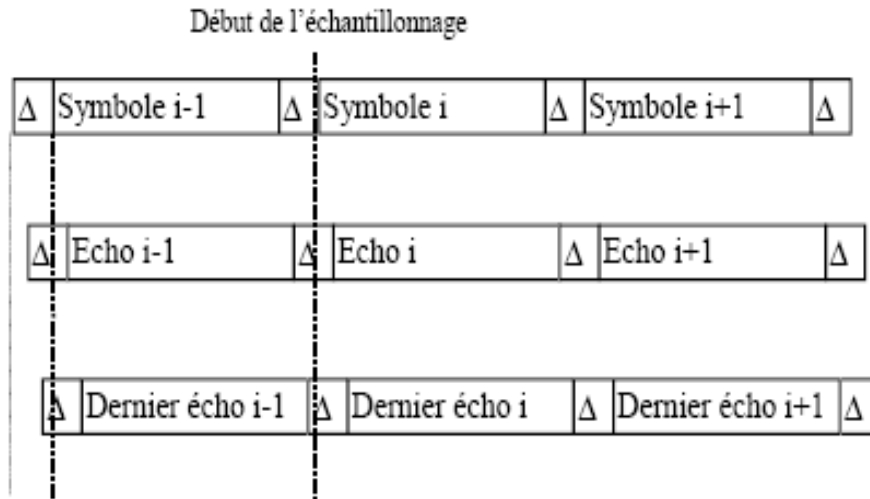 Début de l'échantillonnage
Δ Symbole i-1 Δ Symbole i Δ Symbole i+1 Δ
Δ Echo i-1 Δ Echo i Δ Echo i+1 Δ
Δ Dernier écho i-1 Δ Dernier écho i Δ Dernier écho i+1 Δ